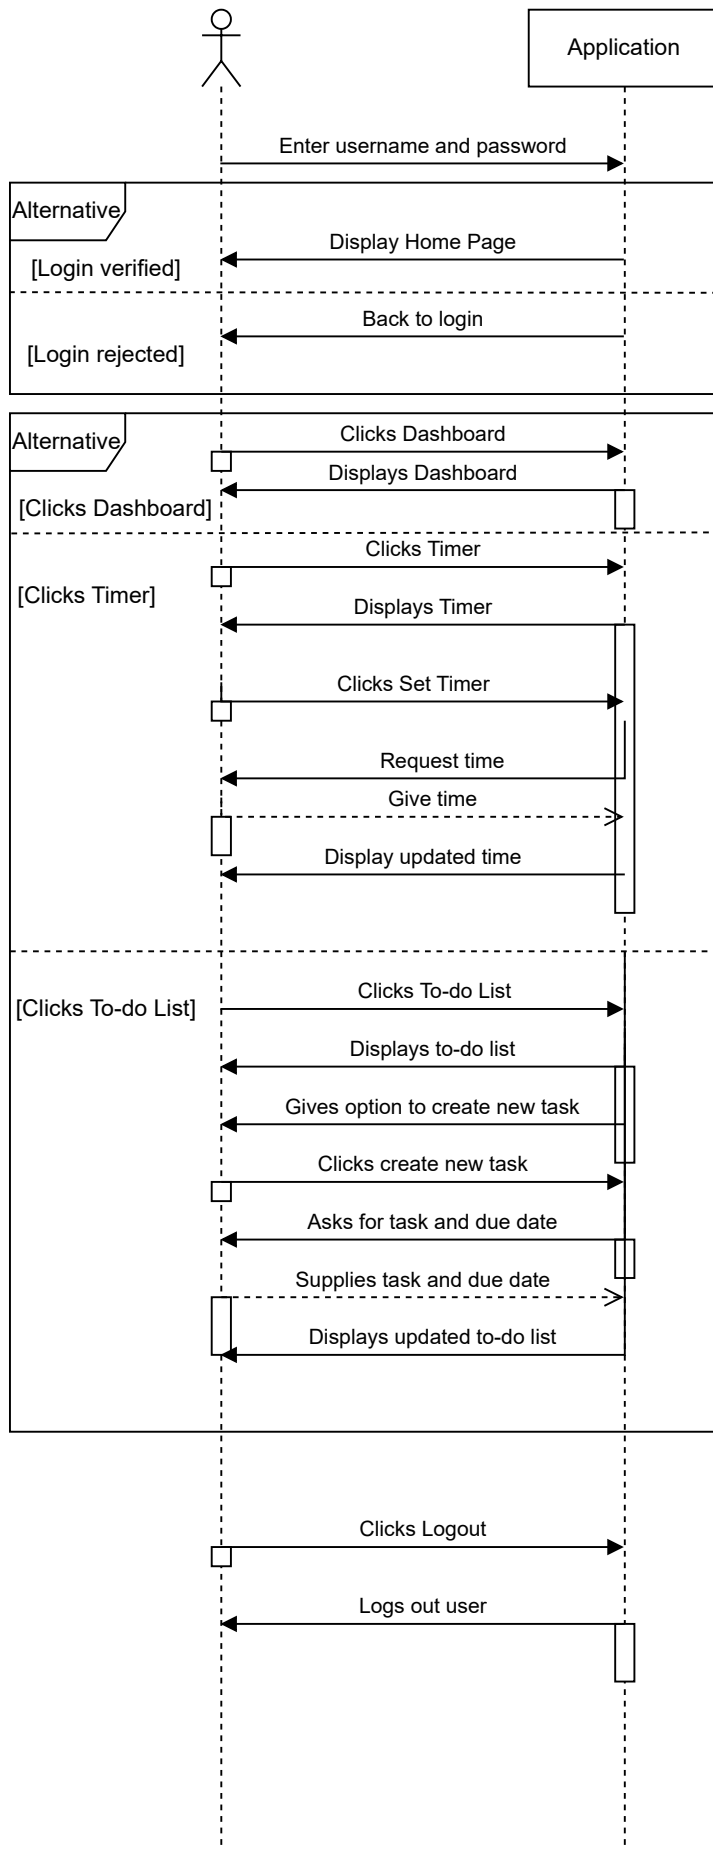 Application
Enter username and password
Alternative
Display Home Page
[Login verified]
Back to login
[Login rejected]
Alternative
Clicks Dashboard
Displays Dashboard
[Clicks Dashboard]
Clicks Timer
[Clicks Timer]
Displays Timer
Clicks Set Timer
Request time
Give time
Display updated time
Clicks To-do List
[Clicks To-do List]
Displays to-do list
Gives option to create new task
Clicks create new task
Asks for task and due date
Supplies task and due date
Displays updated to-do list
Clicks Logout
Logs out user